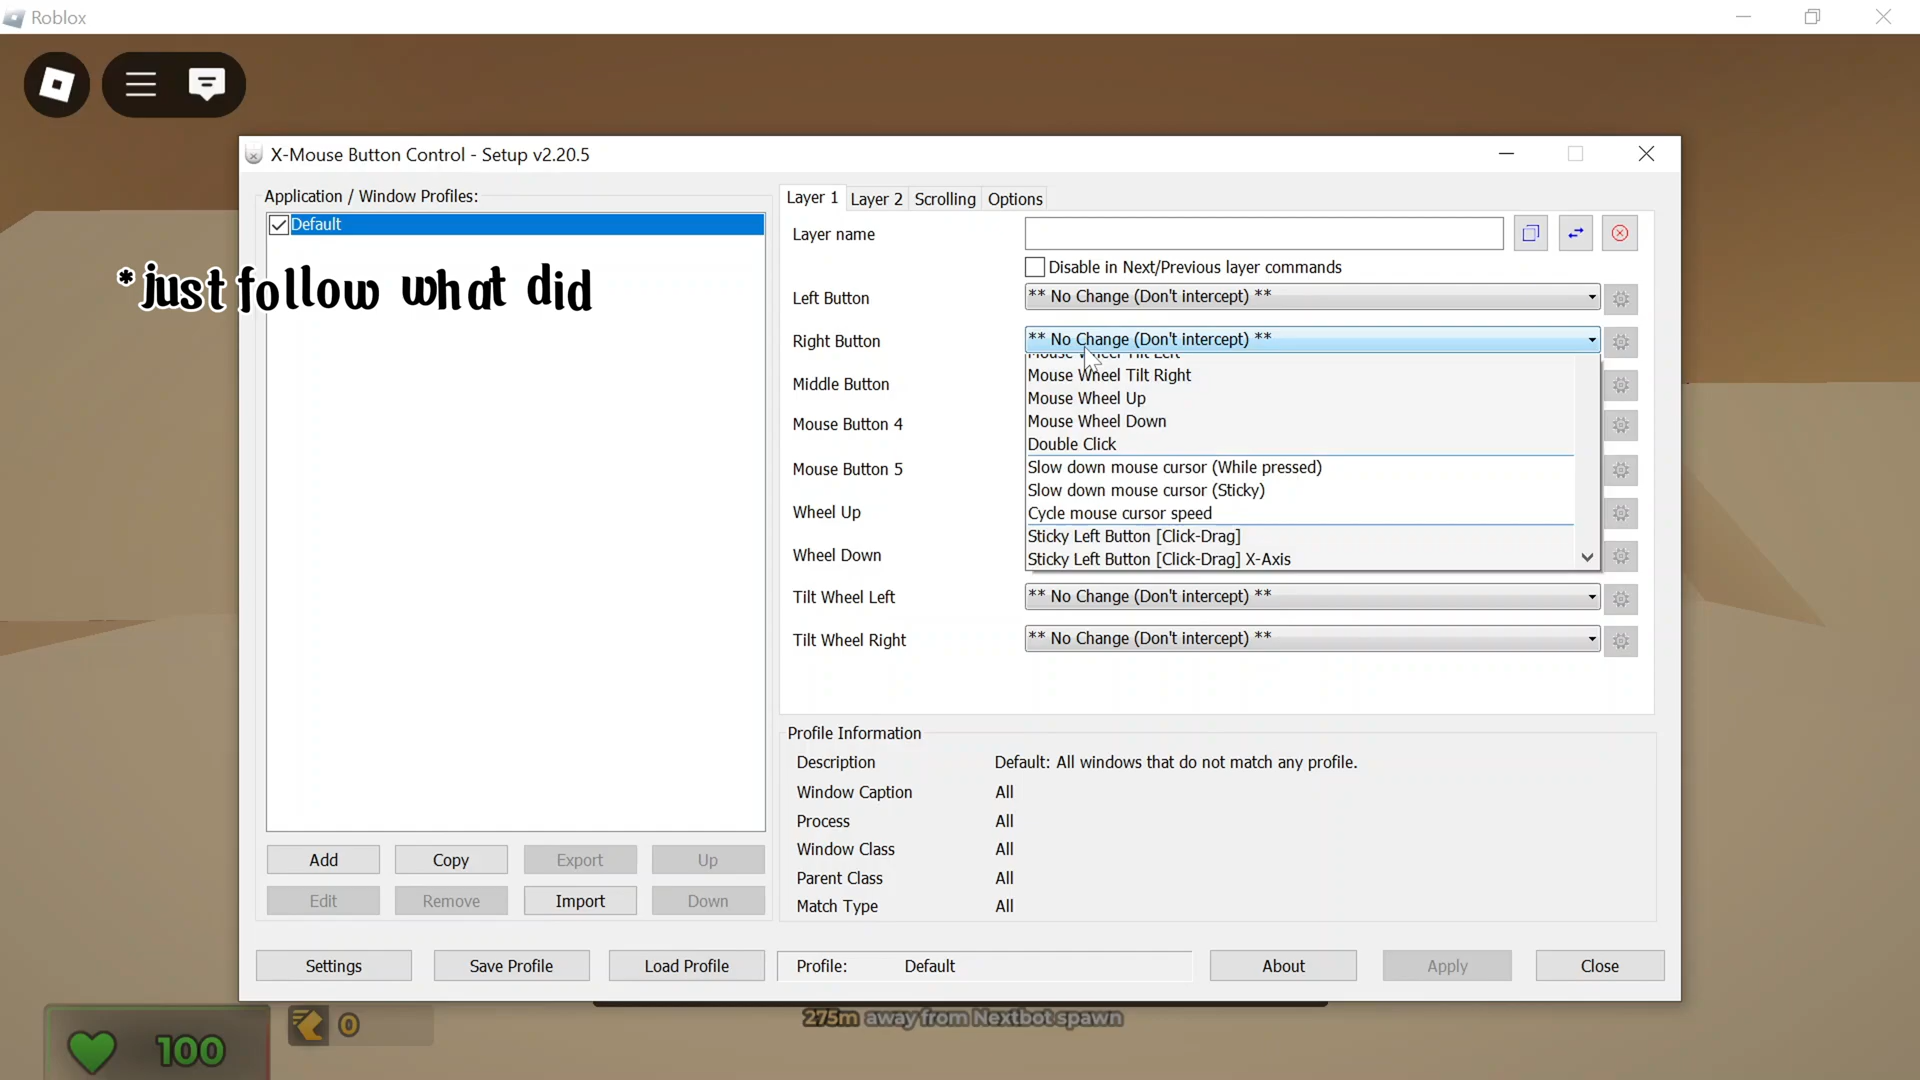 Roblox
X-Mouse Button Control - Setup v2.20.5
Application / Window Profiles:
Default
*just follow what did
Layer 1
Layer 2
Scrolling
Options
Layer name
Disable in Next/Previous layer commands
Left Button
** No Change (Don't intercept) **
Right Button
** No Change (Don't intercept) **
Mouse Wheel Tilt Left
Mouse Wheel Tilt Right
Middle Button
Mouse Wheel Up
Mouse Wheel Down
Mouse Button 4
Double Click
Mouse Button 5
Slow down mouse cursor (While pressed)
Slow down mouse cursor (Sticky)
Wheel Up
Cycle mouse cursor speed
Sticky Left Button [Click-Drag]
Wheel Down
Sticky Left Button [Click-Drag] X-Axis
Tilt Wheel Left
** No Change (Don't intercept) **
Tilt Wheel Right
** No Change (Don't intercept) **
Profile Information
Description
Default: All windows that do not match any profile.
Window Caption
All
Process
All
Window Class
All
Parent Class
All
Match Type
All
Add
Copy
Export
Up
Edit
Remove
Import
Down
Settings
Save Profile
Load Profile
Profile:
Default
About
Apply
Close
100
0
275m away from Nextbot spawn